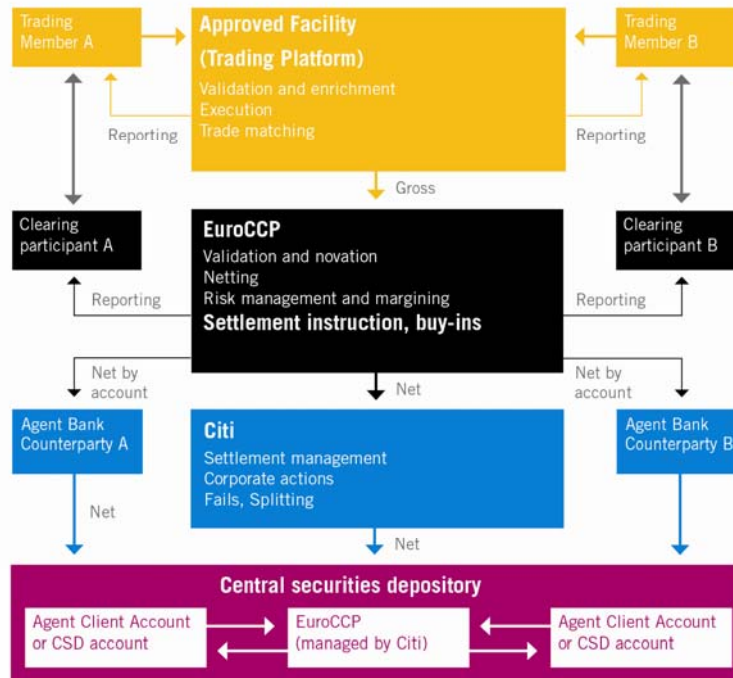 Trading
Member A
Approved Facility
(Trading Platform)
Validation and enrichment
Execution
Trade matching
Trading
Member B
Reporting
Reporting
Gross
Clearing
participant A
EuroCCP
Validation and novation
Netting
Risk management and margining
Settlement instruction, buy-ins
Clearing
participant B
Reporting
Reporting
Net by
account
Net
Net by
account
Agent Bank
Counterparty A
Citi
Settlement management
Corporate actions
Fails, Splitting
Agent Bank
Counterparty B
Net
Net
Central securities depository
Agent Client Account
or CSD account
EuroCCP
(managed by Citi)
Agent Client Account
or CSD account